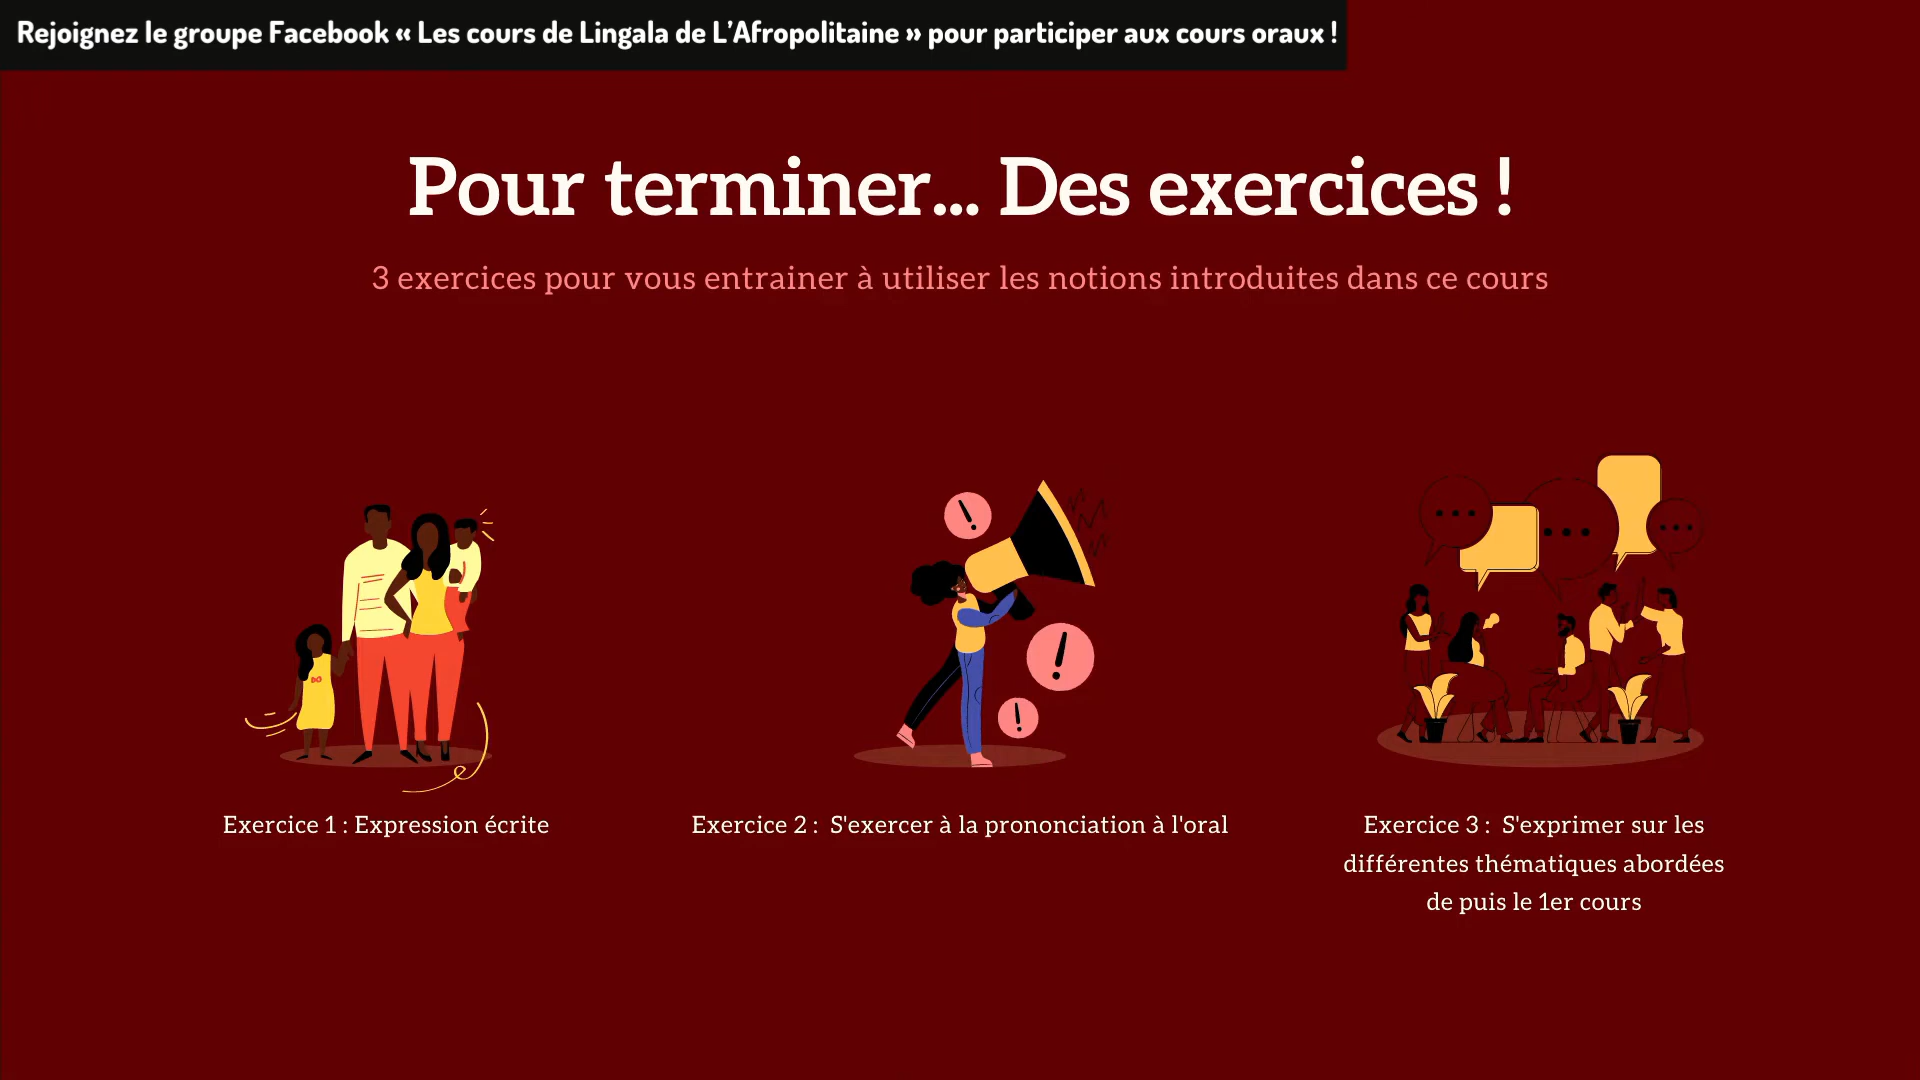 Rejoignez le groupe Facebook « Les cours de Lingala de L’Afropolitaine » pour participer aux cours oraux !
Pour terminer... Des exercices !
3 exercices pour vous entrainer à utiliser les notions introduites dans ce cours
DO
Exercice 1 : Expression écrite
Exercice 2 : S'exercer à la prononciation à l'oral
Exercice 3 : S'exprimer sur les
différentes thématiques abordées
de puis le 1er cours